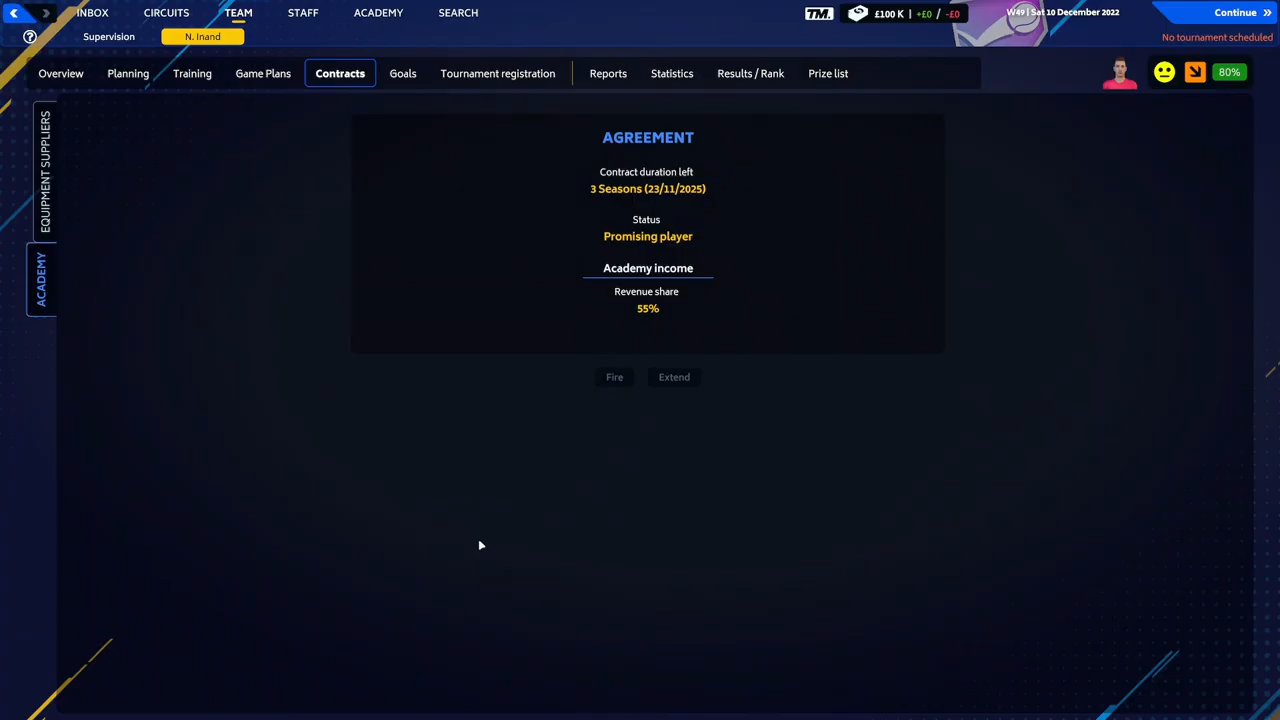 INBOX CIRCUITS TEAM STAFF ACADEMY SEARCH TM. £100 K | +£0 / -£0 W49 | Sat 10 December 2022 Continue
Supervision N. Inand No tournament scheduled
Overview Planning Training Game Plans Contracts Goals Tournament registration Reports Statistics Results / Rank Prize list 80%
EQUIPMENT SUPPLIERS
ACADEMY
AGREEMENT
Contract duration left
3 Seasons (23/11/2025)
Status
Promising player
Academy income
Revenue share
55%
Fire Extend